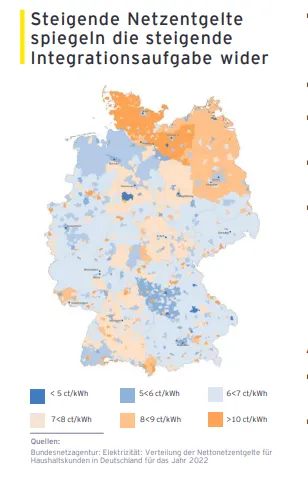 Steigende Netzentgelte
spiegeln die steigende
Integrationsaufgabe wider
< 5 ct/kWh
5<6 ct/kWh
6<7 ct/kWh
7<8 ct/kWh
8<9 ct/kWh
>10 ct/kWh
Quellen:
Bundesnetzagentur: Elektrizität: Verteilung der Nettonetzentgelte für
Haushaltskunden in Deutschland für das Jahr 2022